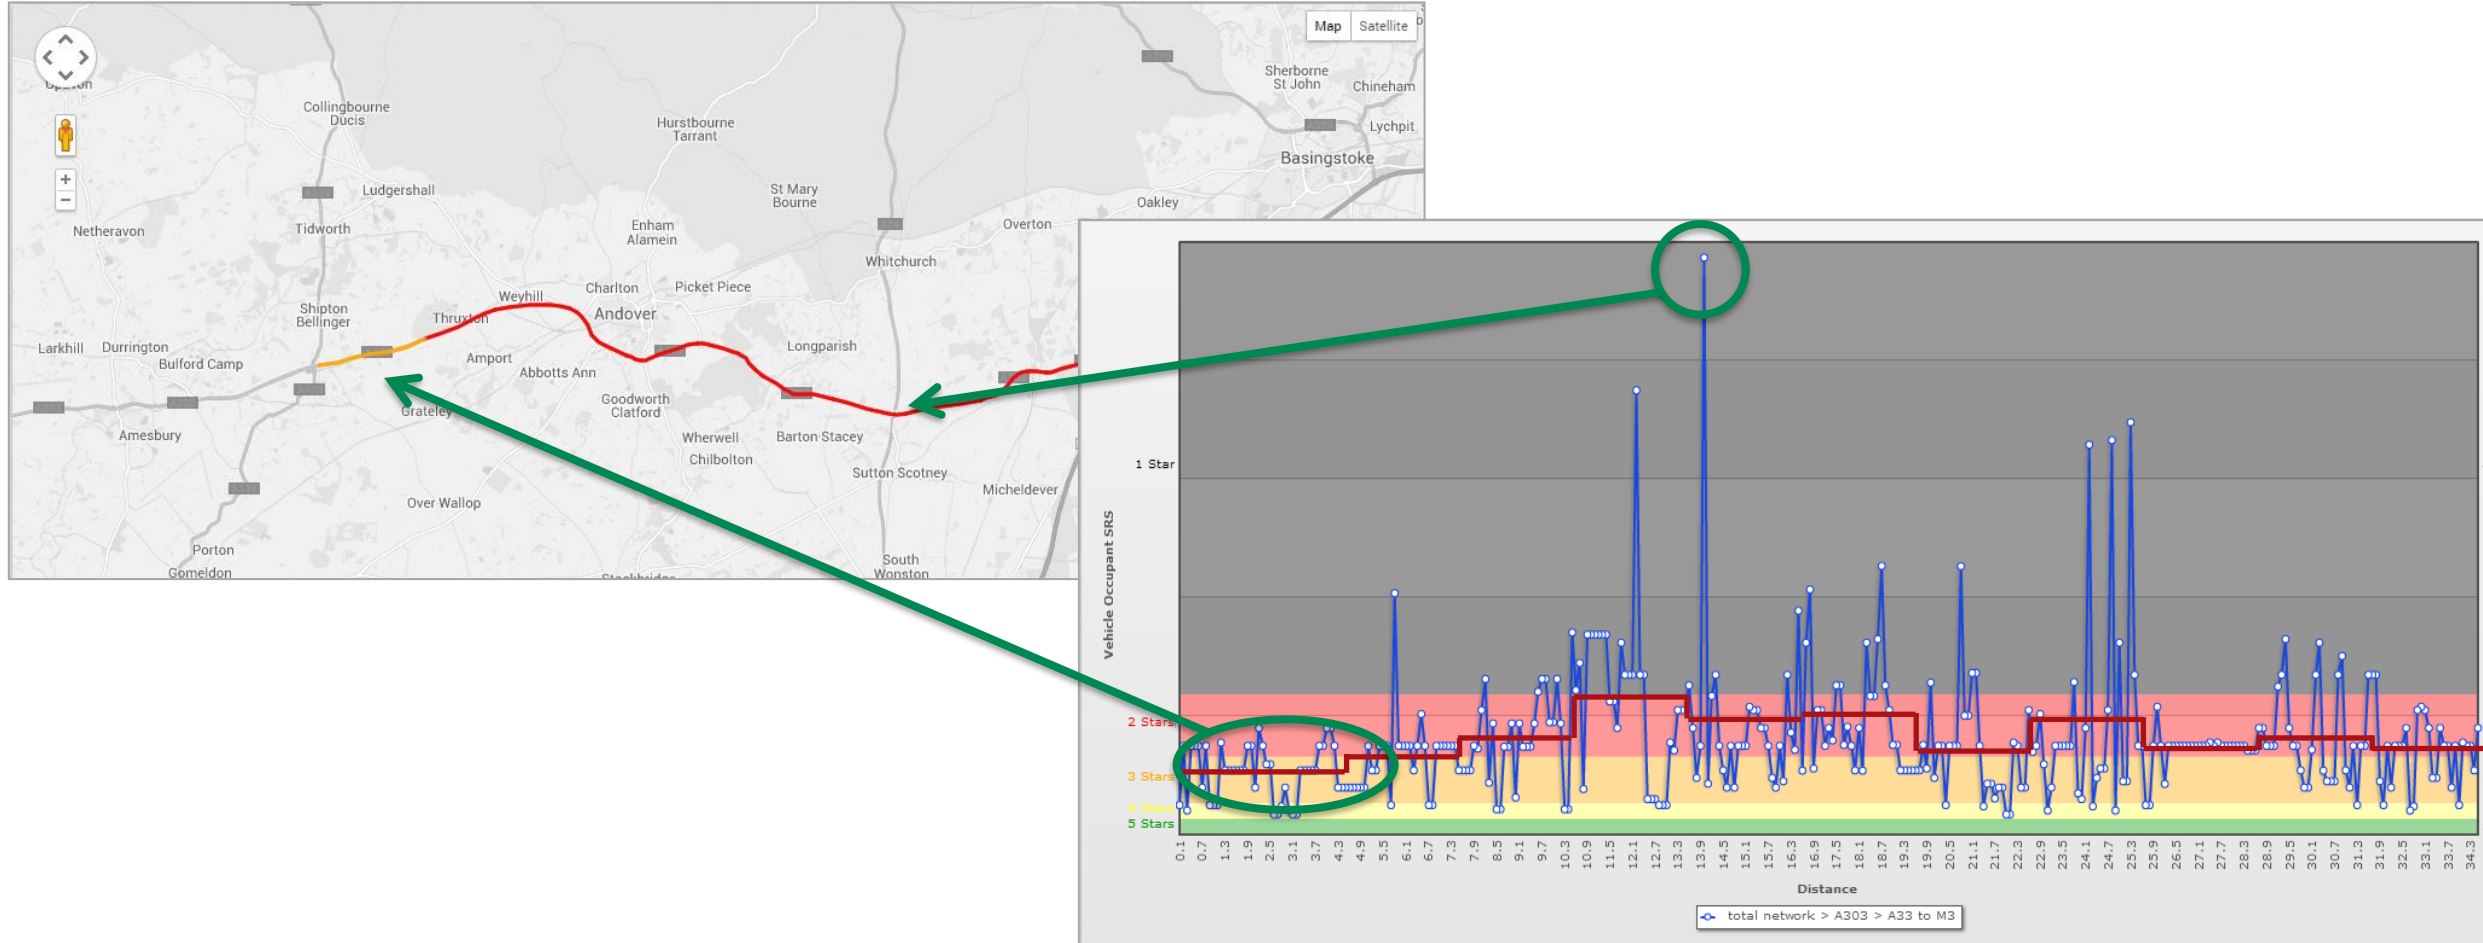 Map
Satellite
Sherborne
St John
Chineham
Collingbourne
Ducis
Hurstbourne
Tarrant
Lychpit
Basingstoke
Ludgershall
St Mary
Bourne
Oakley
Netheravon
Tidworth
Enham
Alamein
Overton
Whitchurch
Shipton
Bellinger
Weyhill
Charlton
Picket Piece
Thruxton
Andover
Larkhill
Durrington
Bulford Camp
Amport
Abbotts Ann
Longparish
Grateley
Goodworth
Clatford
Amesbury
Wherwell
Barton Stacey
Chilbolton
Sutton Scotney
Micheldever
Over Wallop
Porton
Gomeldon
South
Wonston
Vehicle Occupant SRS
1 Star
2 Stars
3 Stars
4 Stars
5 Stars
0.1 0.7 1.3 1.9 2.5 3.1 3.7 4.3 4.9 5.5 6.1 6.7 7.3 7.9 8.5 9.1 9.7 10.3 10.9 11.5 12.1 12.7 13.3 13.9 14.5 15.1 15.7 16.3 16.9 17.5 18.1 18.7 19.3 19.9 20.5 21.1 21.7 22.3 22.9 23.5 24.1 24.7 25.3 25.9 26.5 27.1 27.7 28.3 28.9 29.5 30.1 30.7 31.3 31.9 32.5 33.1 33.7 34.3
Distance
total network > A303 > A33 to M3